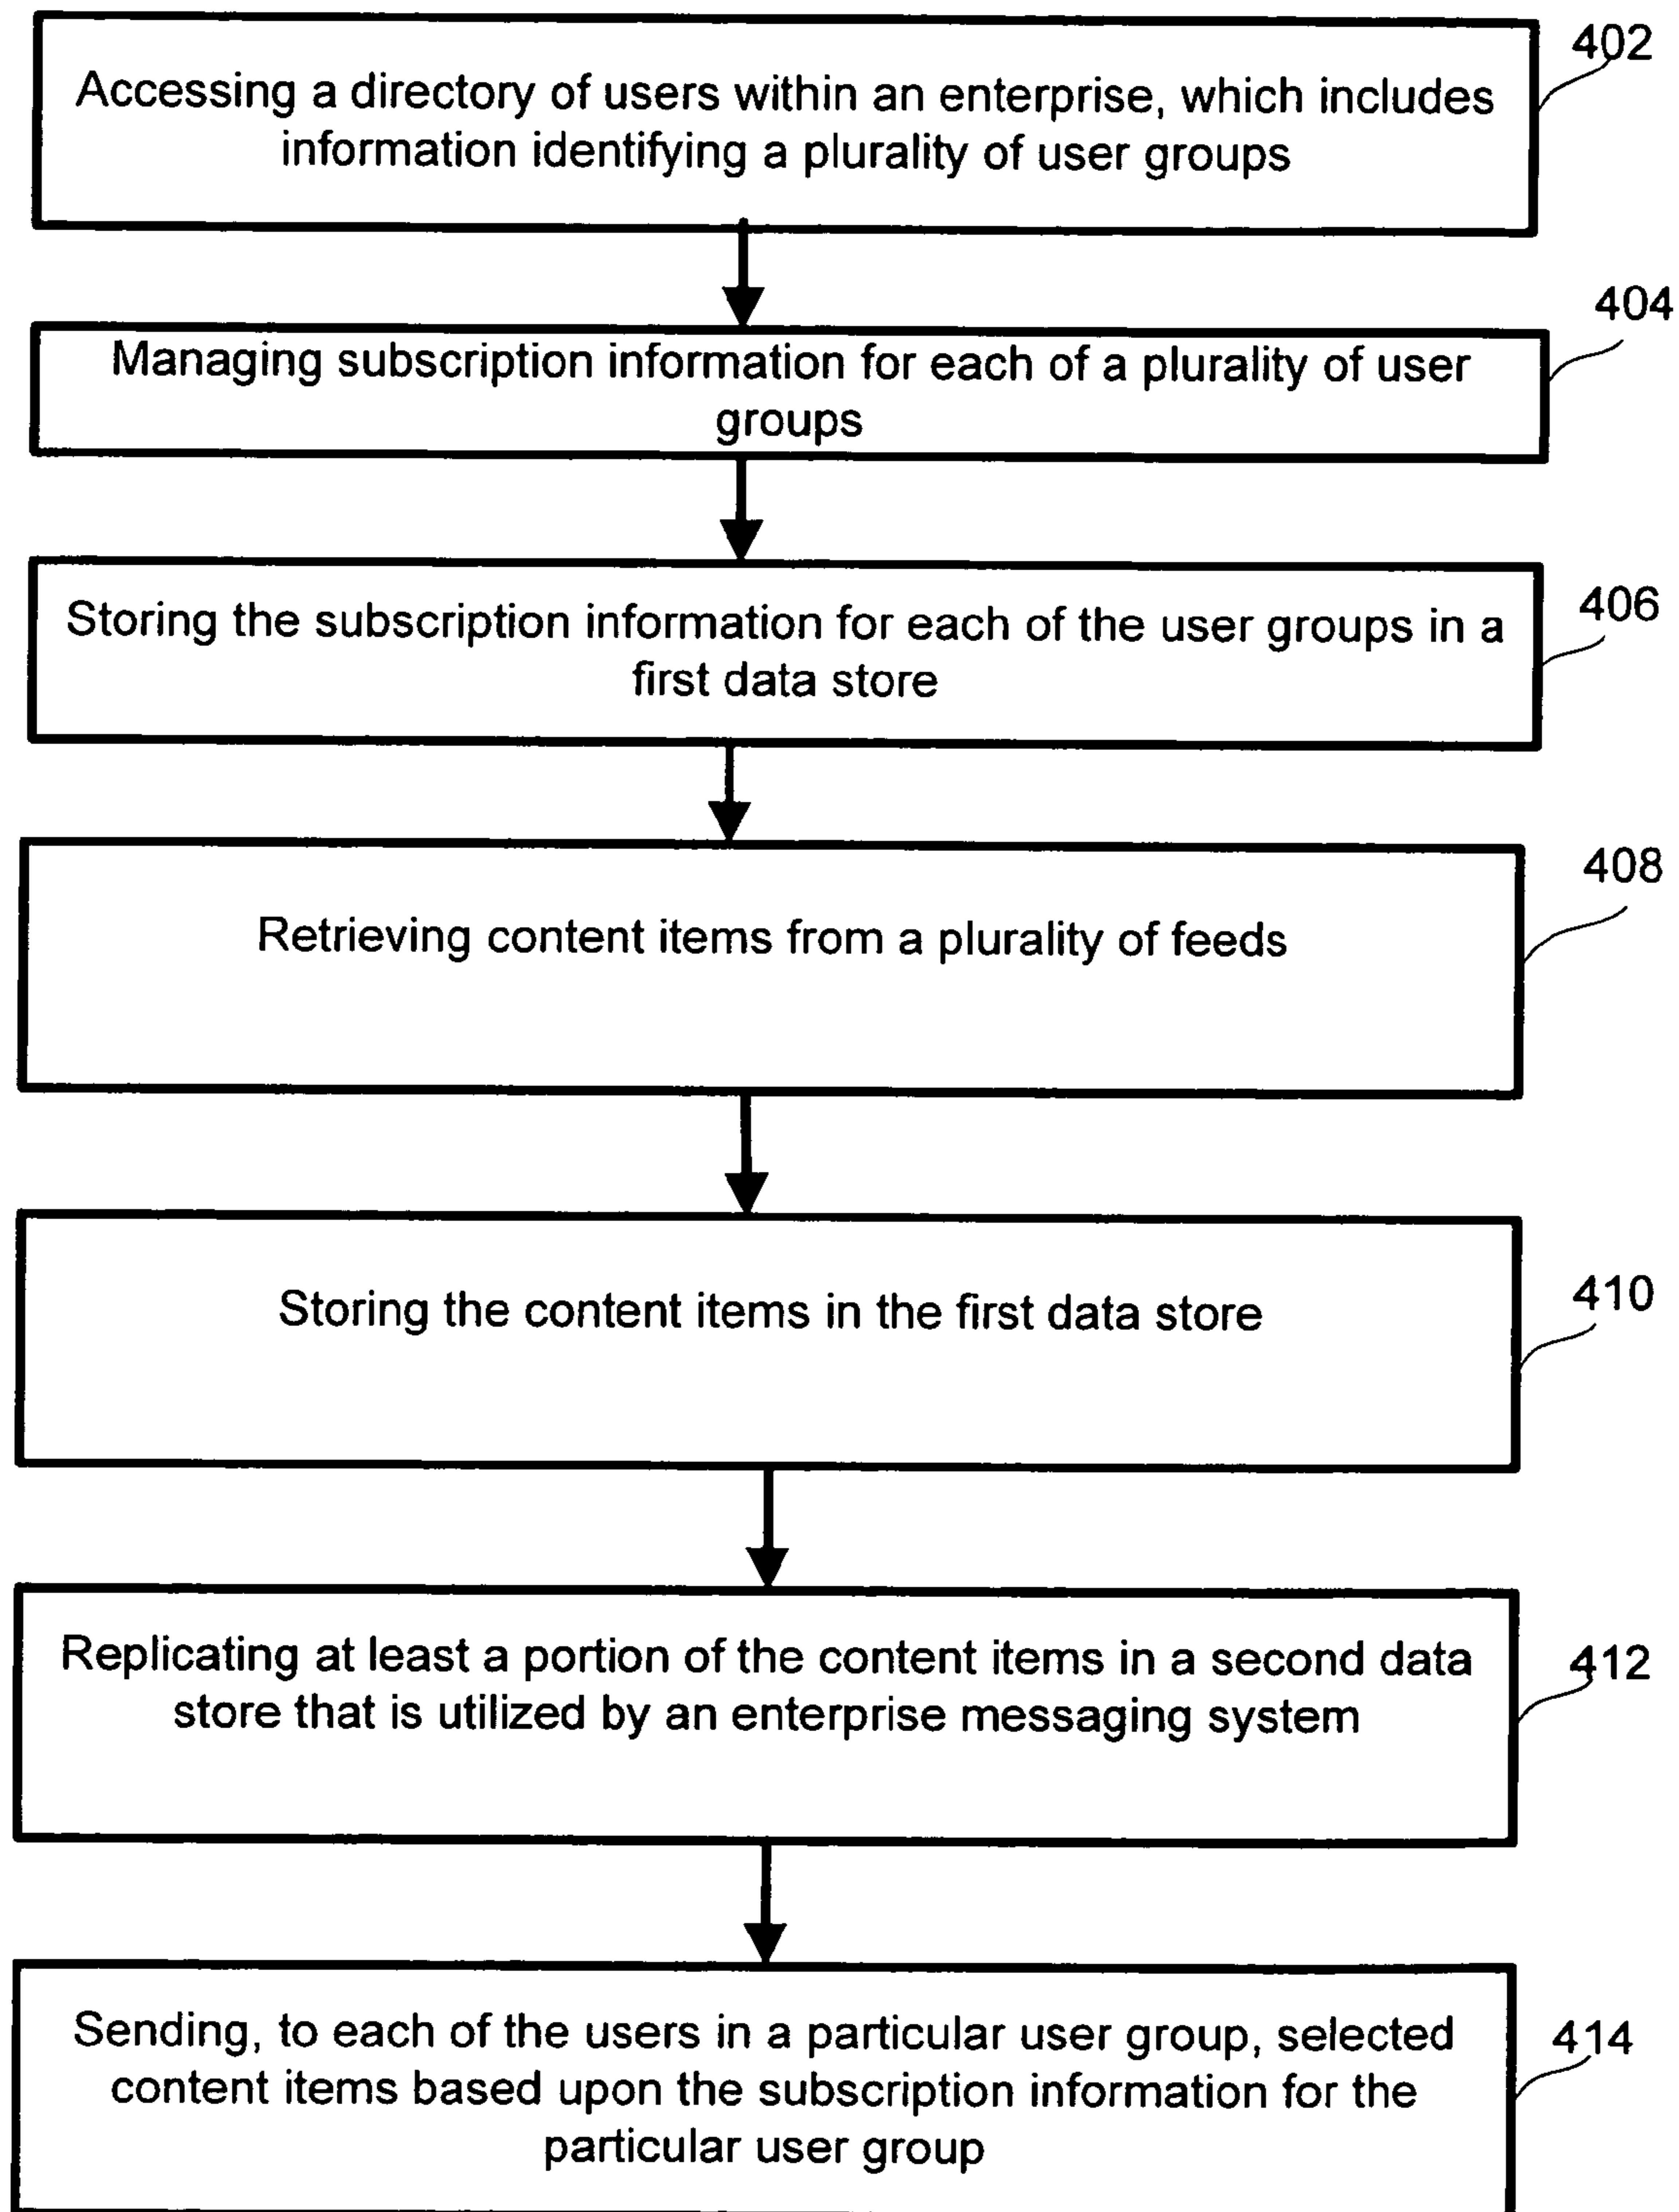 402
Accessing a directory of users within an enterprise, which includes
information identifying a plurality of user groups
404
Managing subscription information for each of a plurality of user
groups
406
Storing the subscription information for each of the user groups in a
first data store
408
Retrieving content items from a plurality of feeds
410
Storing the content items in the first data store
412
Replicating at least a portion of the content items in a second data
store that is utilized by an enterprise messaging system
414
Sending, to each of the users in a particular user group, selected
content items based upon the subscription information for the
particular user group